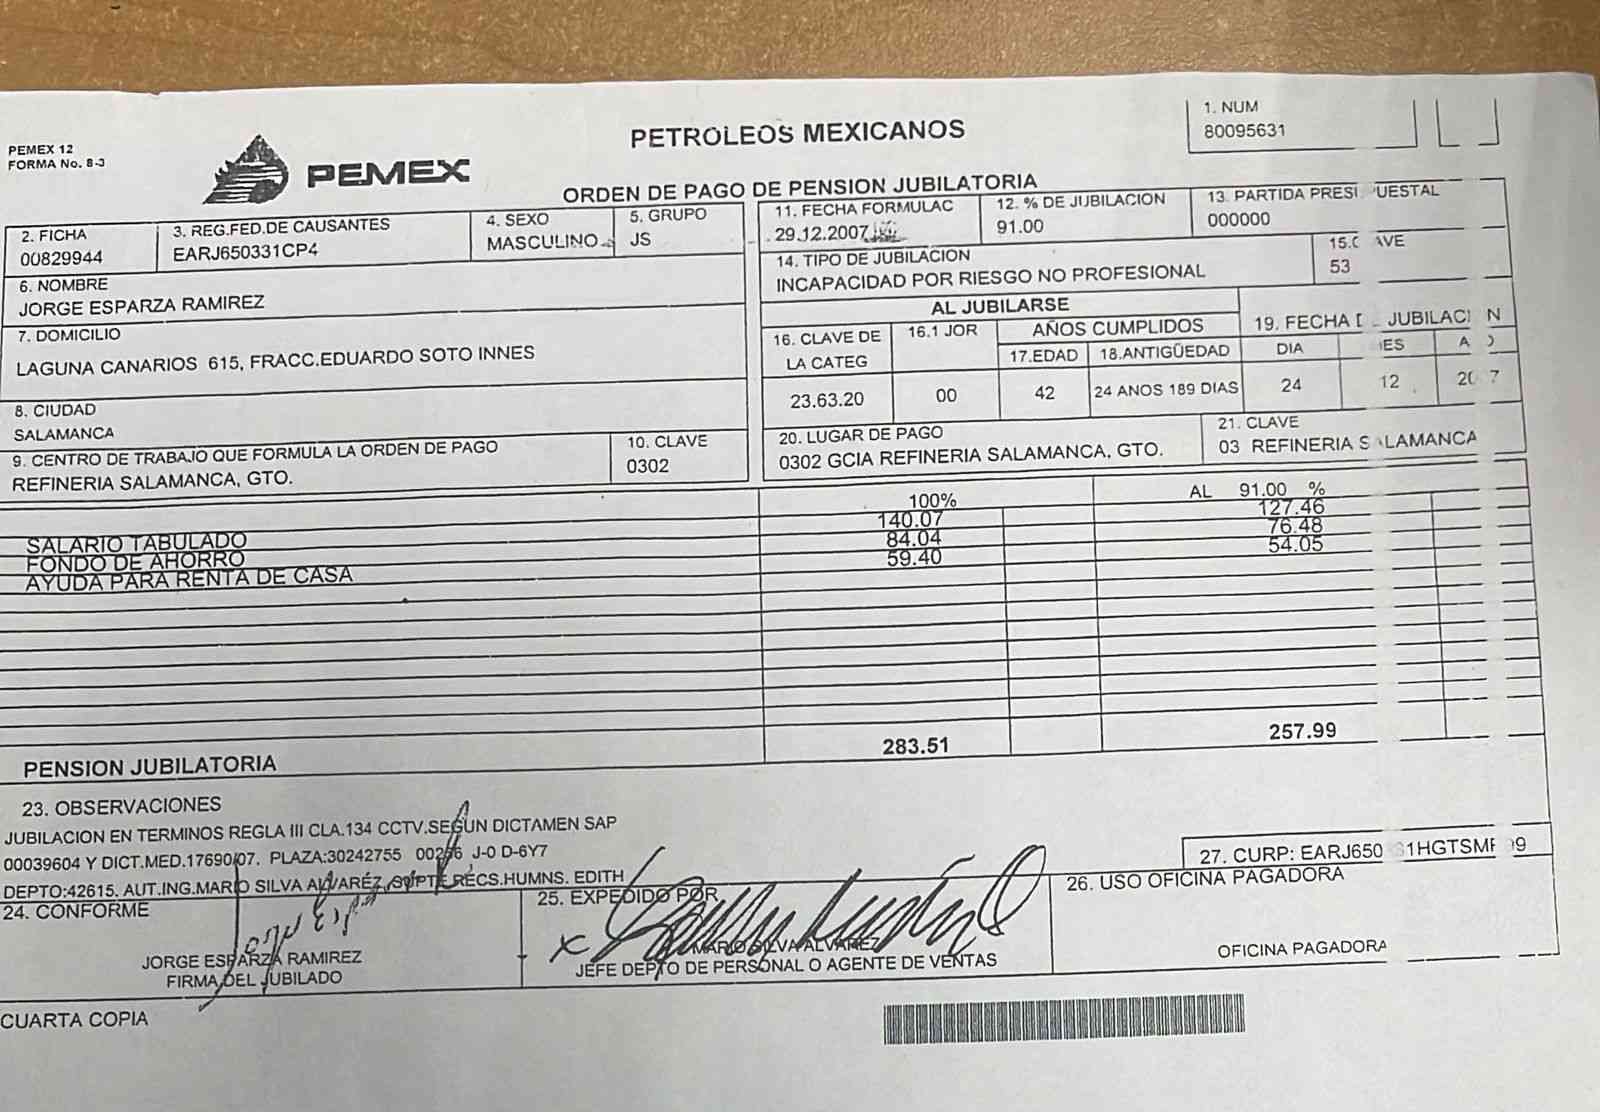 PEMEX 12
FORMA No. 8-3
PEMEX
PETROLEOS MEXICANOS
ORDEN DE PAGO DE PENSION JUBILATORIA
1. NUM
80095631
2. FICHA
00829944
3. REG.FED.DE CAUSANTES
EARJ650331CP4
4. SEXO
MASCULINO
5. GRUPO
JS
11. FECHA FORMULAC
29.12.2007
12. % DE JUBILACION
91.00
13. PARTIDA PRESUPUESTAL
000000
6. NOMBRE
JORGE ESPARZA RAMIREZ
14. TIPO DE JUBILACION
INCAPACIDAD POR RIESGO NO PROFESIONAL
15.CLAVE
53
7. DOMICILIO
LAGUNA CANARIOS 615, FRACC.EDUARDO SOTO INNES
AL JUBILARSE
16. CLAVE DE
LA CATEG
23.63.20
16.1 JOR
00
AÑOS CUMPLIDOS
17.EDAD
42
18.ANTIGÜEDAD
24 ANOS 189 DIAS
19. FECHA DE JUBILACION
DIA
24
MES
12
AÑO
2007
8. CIUDAD
SALAMANCA
9. CENTRO DE TRABAJO QUE FORMULA LA ORDEN DE PAGO
REFINERIA SALAMANCA, GTO.
10. CLAVE
0302
20. LUGAR DE PAGO
0302 GCIA REFINERIA SALAMANCA, GTO.
21. CLAVE
03 REFINERIA SALAMANCA
100%
AL 91.00 %
SALARIO TABULADO 140.07 127.46
FONDO DE AHORRO 84.04 76.48
AYUDA PARA RENTA DE CASA 59.40 54.05
PENSION JUBILATORIA 283.51 257.99
23. OBSERVACIONES
JUBILACION EN TERMINOS REGLA III CLA.134 CCTV.SEGUN DICTAMEN SAP
00039604 Y DICT.MED.17690/07. PLAZA:30242755 J-0 D-6Y7
DEPTO:42615. AUT.ING.MARIO SILVA ALVARÉZ, SUPTE.RECS.HUMNS. EDITH
27. CURP: EARJ650 31HGTSM 09
24. CONFORME
JORGE ESPARZA RAMIREZ
FIRMA DEL JUBILADO
25. EXPEDIDO POR
MARIO SILVA ALVAREZ
JEFE DEPTO DE PERSONAL O AGENTE DE VENTAS
26. USO OFICINA PAGADORA
OFICINA PAGADORA
CUARTA COPIA